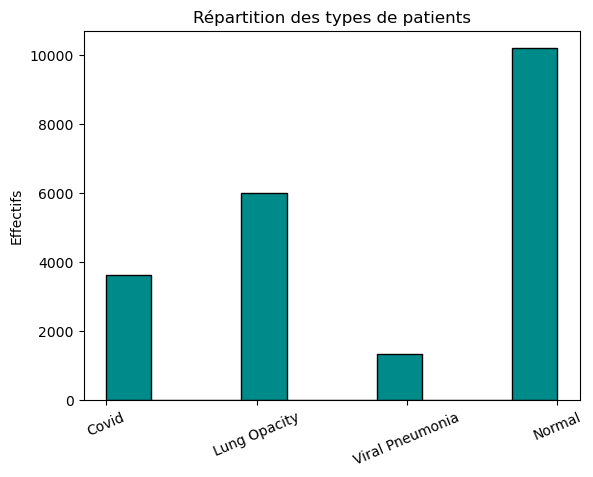 Répartition des types de patients
Effectifs
10000
8000
6000
4000
2000
0
Covid
Lung Opacity
Viral Pneumonia
Normal